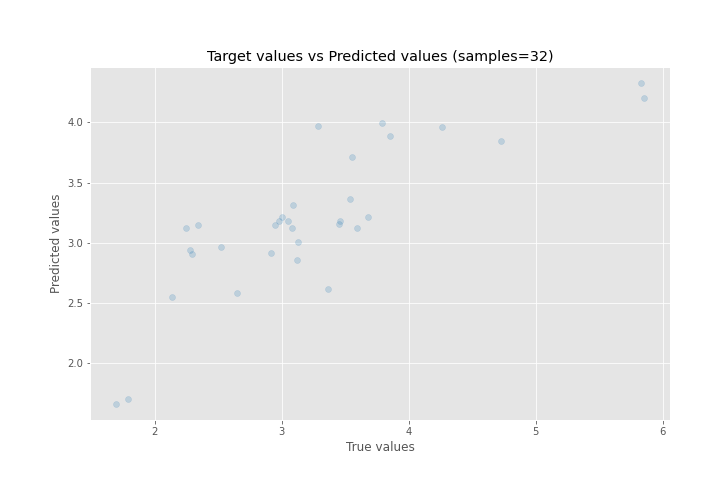 Target values vs Predicted values (samples=32)
4.0
3.5
3.0
2.5
2.0
Predicted values
2 3 4 5 6
True values